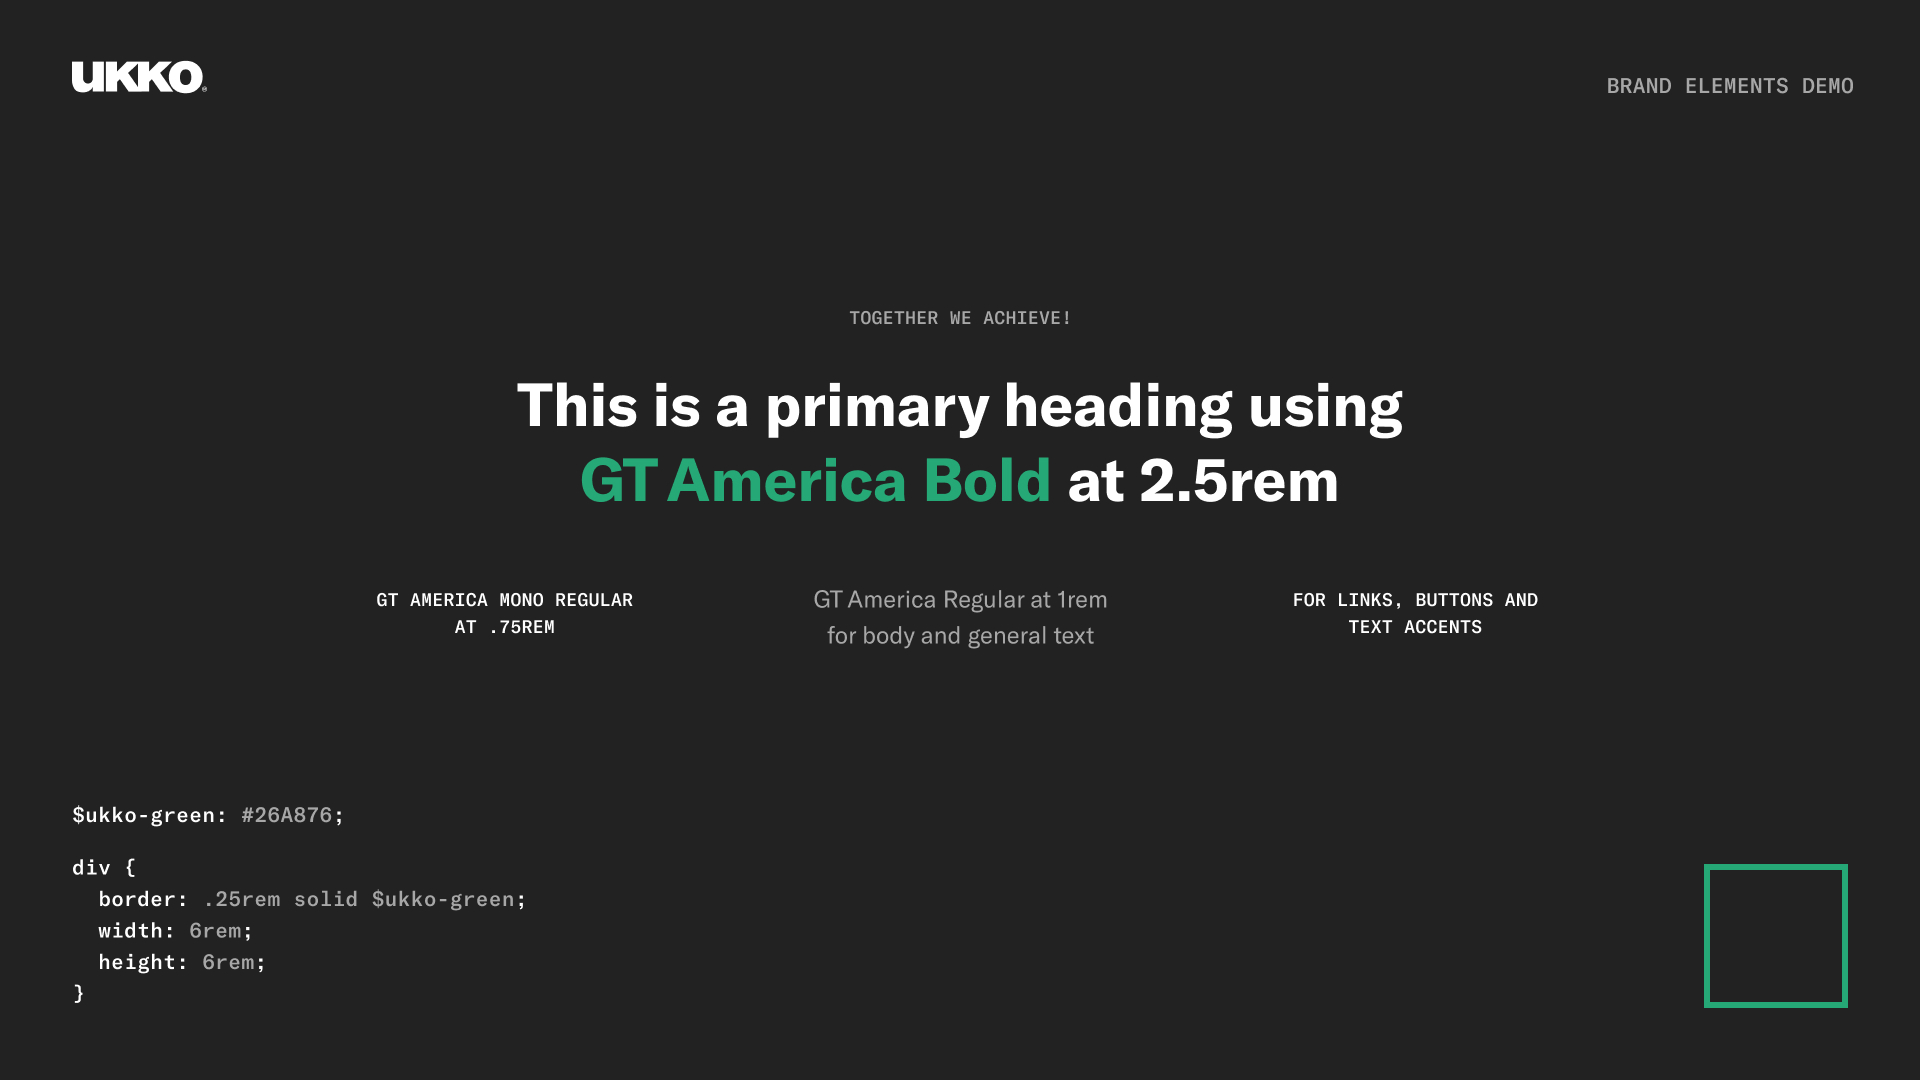 UKKO
BRAND ELEMENTS DEMO
TOGETHER WE ACHIEVE!
This is a primary heading using
GT America Bold at 2.5rem
GT AMERICA MONO REGULAR
AT .75REM
GT America Regular at 1rem
for body and general text
FOR LINKS, BUTTONS AND
TEXT ACCENTS
$ukko-green: #26A876;
div {
  border: .25rem solid $ukko-green;
  width: 6rem;
  height: 6rem;
}